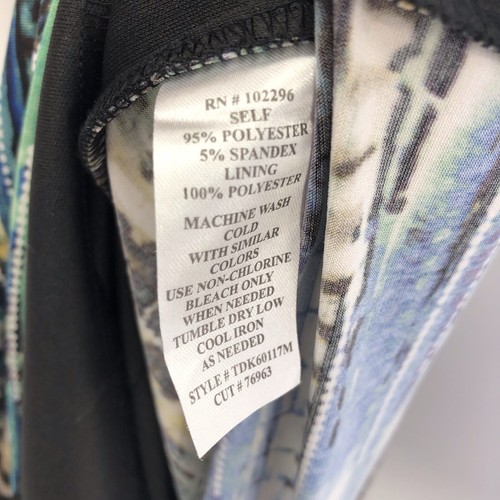 RN # 102296
SELF
95% POLYESTER
5% SPANDEX
LINING
100% POLYESTER
MACHINE WASH
COLD
WITH SIMILAR
COLORS
USE NON-CHLORINE
BLEACH ONLY
WHEN NEEDED
TUMBLE DRY LOW
COOL IRON
AS NEEDED
STYLE # TDK60117M
CUT # 76963